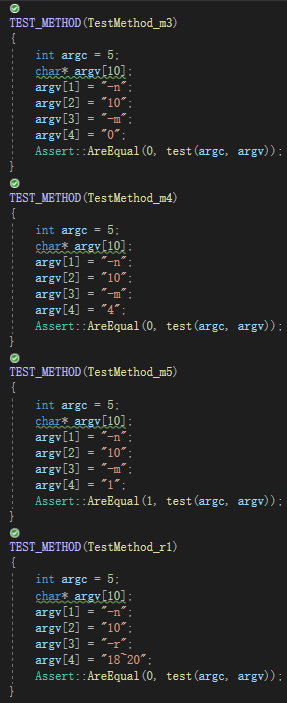 TEST_METHOD(TestMethod_m3)
{
    int argc = 5;
    char* argv[10];
    argv[1] = "-n";
    argv[2] = "10";
    argv[3] = "-m";
    argv[4] = "0";
    Assert::AreEqual(0, test(argc, argv));
}
TEST_METHOD(TestMethod_m4)
{
    int argc = 5;
    char* argv[10];
    argv[1] = "-n";
    argv[2] = "10";
    argv[3] = "-m";
    argv[4] = "4";
    Assert::AreEqual(0, test(argc, argv));
}
TEST_METHOD(TestMethod_m5)
{
    int argc = 5;
    char* argv[10];
    argv[1] = "-n";
    argv[2] = "10";
    argv[3] = "-m";
    argv[4] = "1";
    Assert::AreEqual(1, test(argc, argv));
}
TEST_METHOD(TestMethod_r1)
{
    int argc = 5;
    char* argv[10];
    argv[1] = "-n";
    argv[2] = "10";
    argv[3] = "-r";
    argv[4] = "18~20";
    Assert::AreEqual(0, test(argc, argv));
}